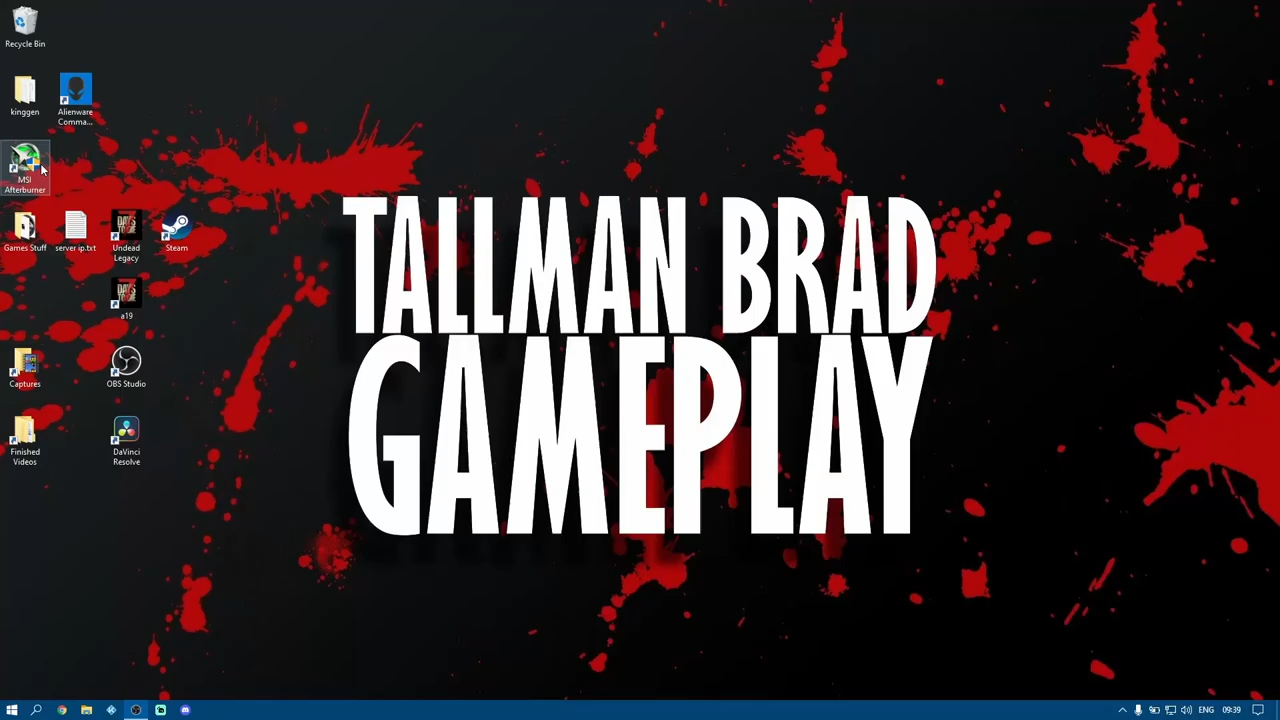 Recycle Bin
kinggen
Alienware
Comma...
MSI
Afterburner
Games Stuff
server ip.txt
Undead
Legacy
Steam
a19
Captures
OBS Studio
Finished
Videos
DaVinci
Resolve
TALLMAN BRAD
GAMEPLAY
ENG
09:39